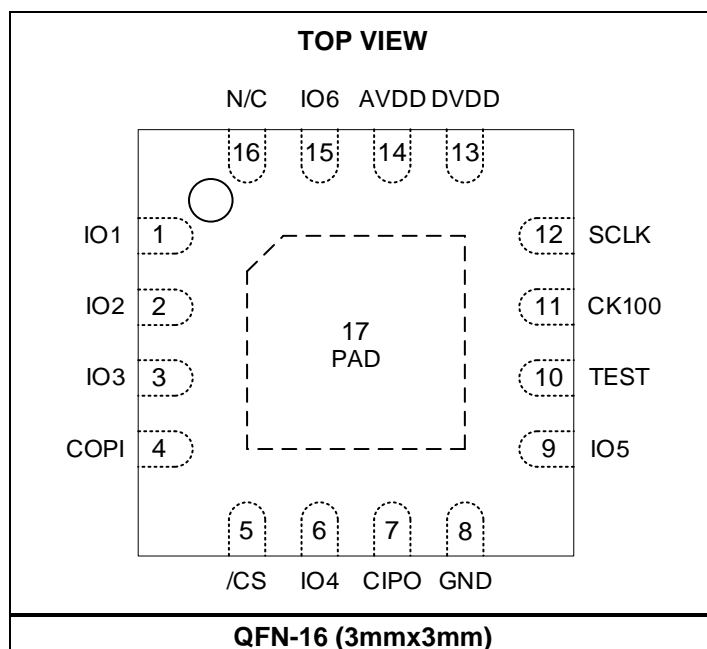 TOP VIEW
N/C IO6 AVDD DVDD
16 15 14 13
IO1 1 12 SCLK
IO2 2 11 CK100
17
PAD
IO3 3 10 TEST
COPI 4 9 IO5
5 6 7 8
/CS IO4 CIPO GND
QFN-16 (3mmx3mm)